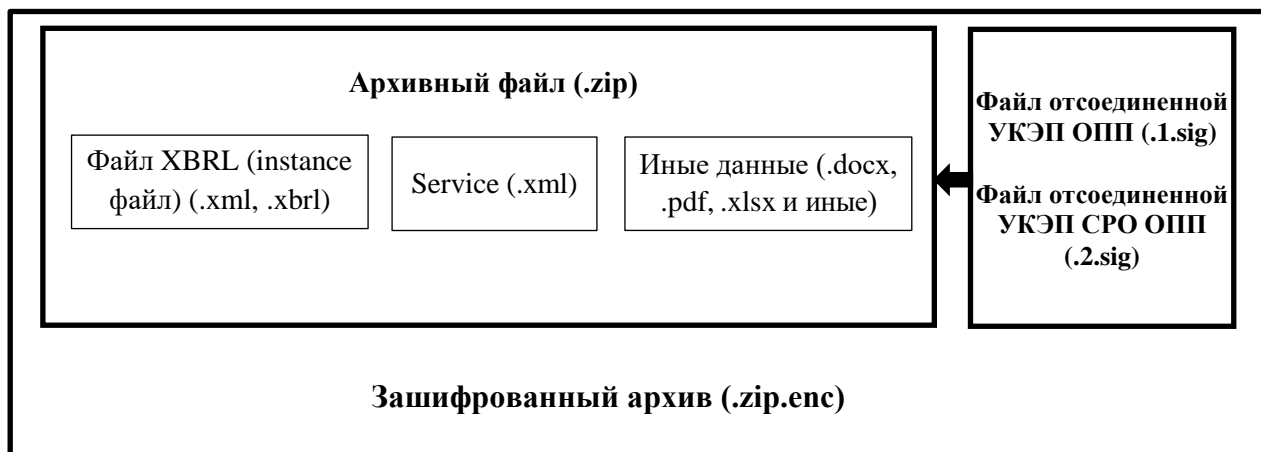 Архивный файл (.zip)
Файл XBRL (instance
файл) (.xml, .xbrl)
Service (.xml)
Иные данные (.docx,
.pdf, .xlsx и иные)
Файл отсоединенной
УКЭП ОПП (.1.sig)
Файл отсоединенной
УКЭП СРО ОПП
(.2.sig)
Зашифрованный архив (.zip.enc)